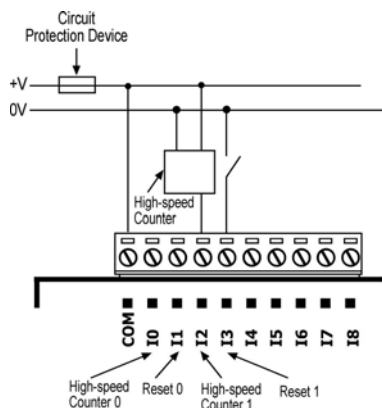 Circuit
Protection Device
+V
0V
High-speed
Counter
COM I0 I1 I2 I3 I4 I5 I6 I7 I8
High-speed
Counter 0
Reset 0
High-speed
Counter 1
Reset 1